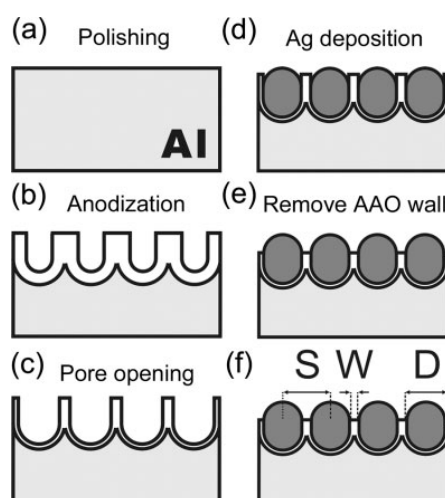 (a) Polishing
Al
(b) Anodization
(c) Pore opening
(d) Ag deposition
(e) Remove AAO wall
(f) S W D